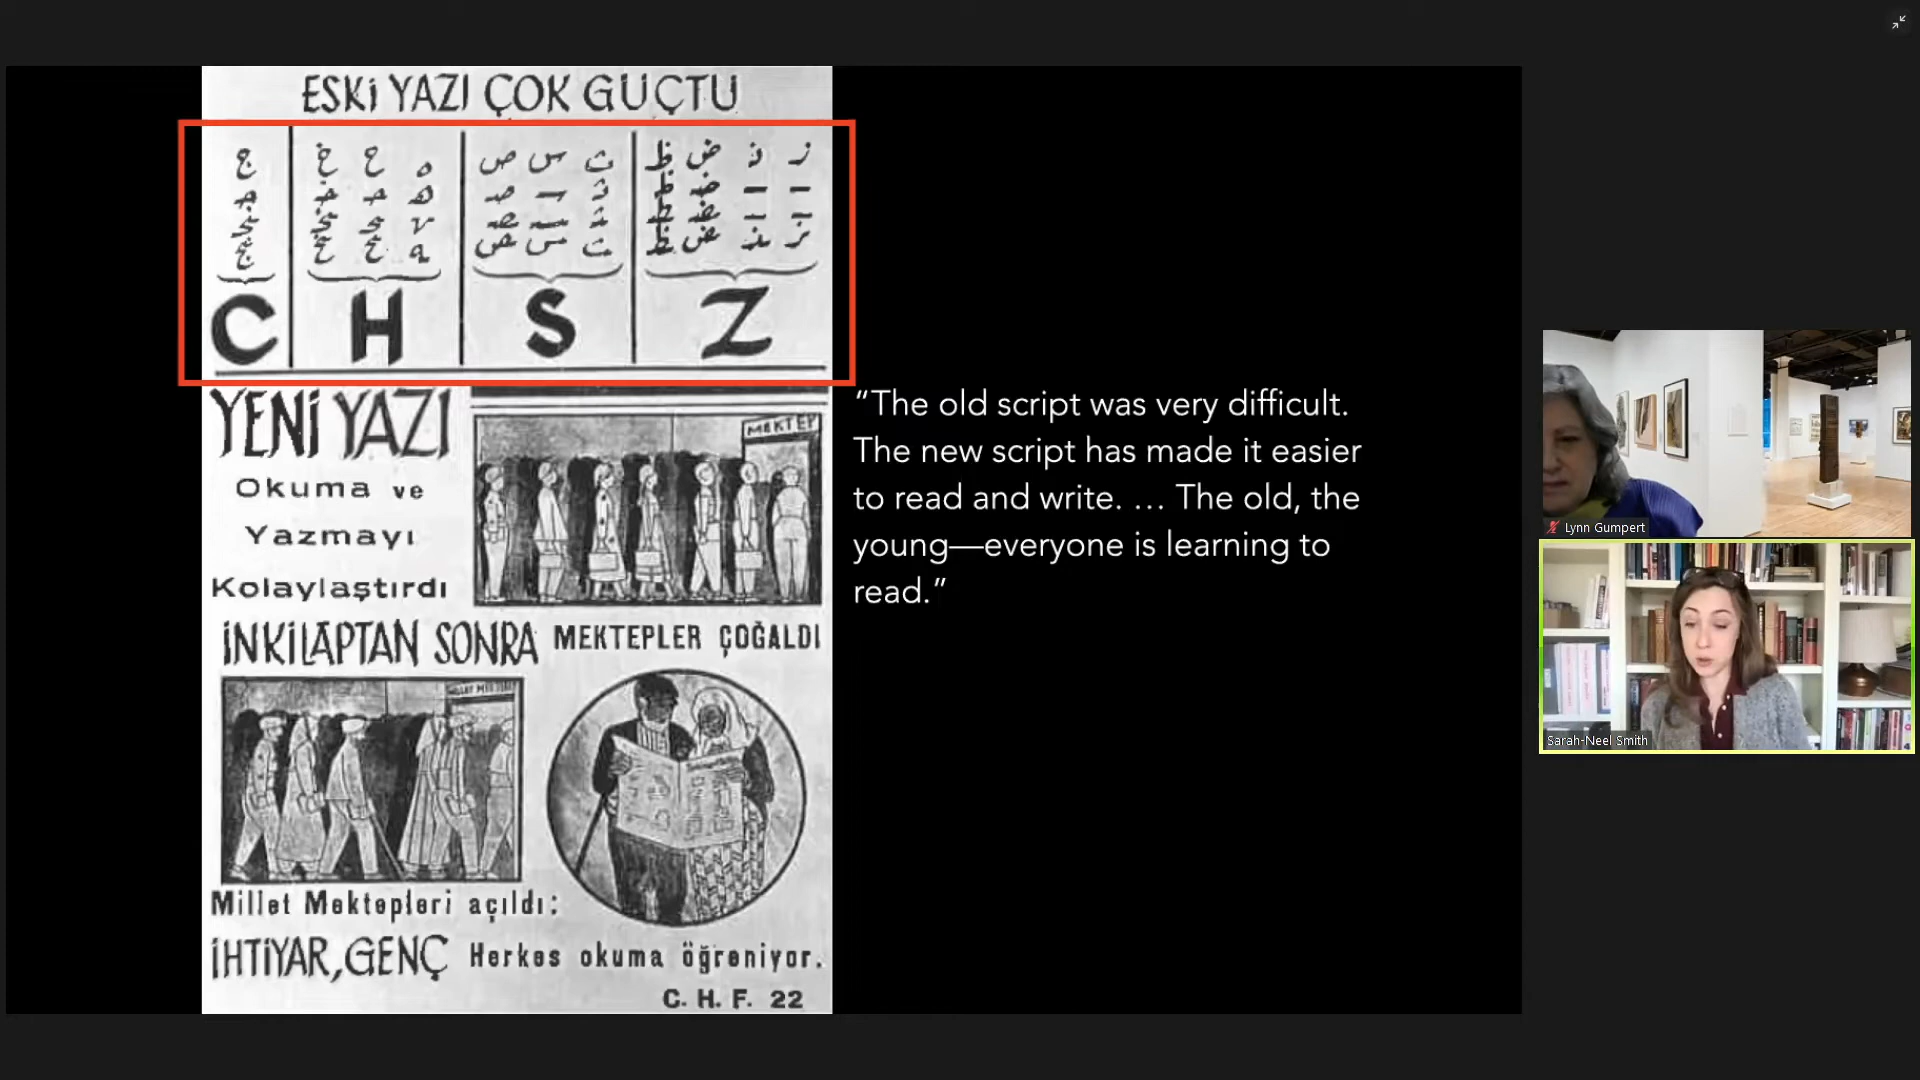 ESKİ YAZI ÇOK GÜÇTÜ
ج خ ح ه ص س ث ظ ض ذ ز
C H S Z
YENİ YAZI
Okuma ve
Yazmayı
Kolaylaştırdı
MEKTEP
İNKİLAPTAN SONRA MEKTEPLER ÇOĞALDI
Millet Mektepleri açıldı:
İHTİYAR, GENÇ Herkes okuma öğreniyor.
C. H. F. 22
“The old script was very difficult.
The new script has made it easier
to read and write. … The old, the
young—everyone is learning to
read.”
Lynn Gumpert
Sarah-Neel Smith